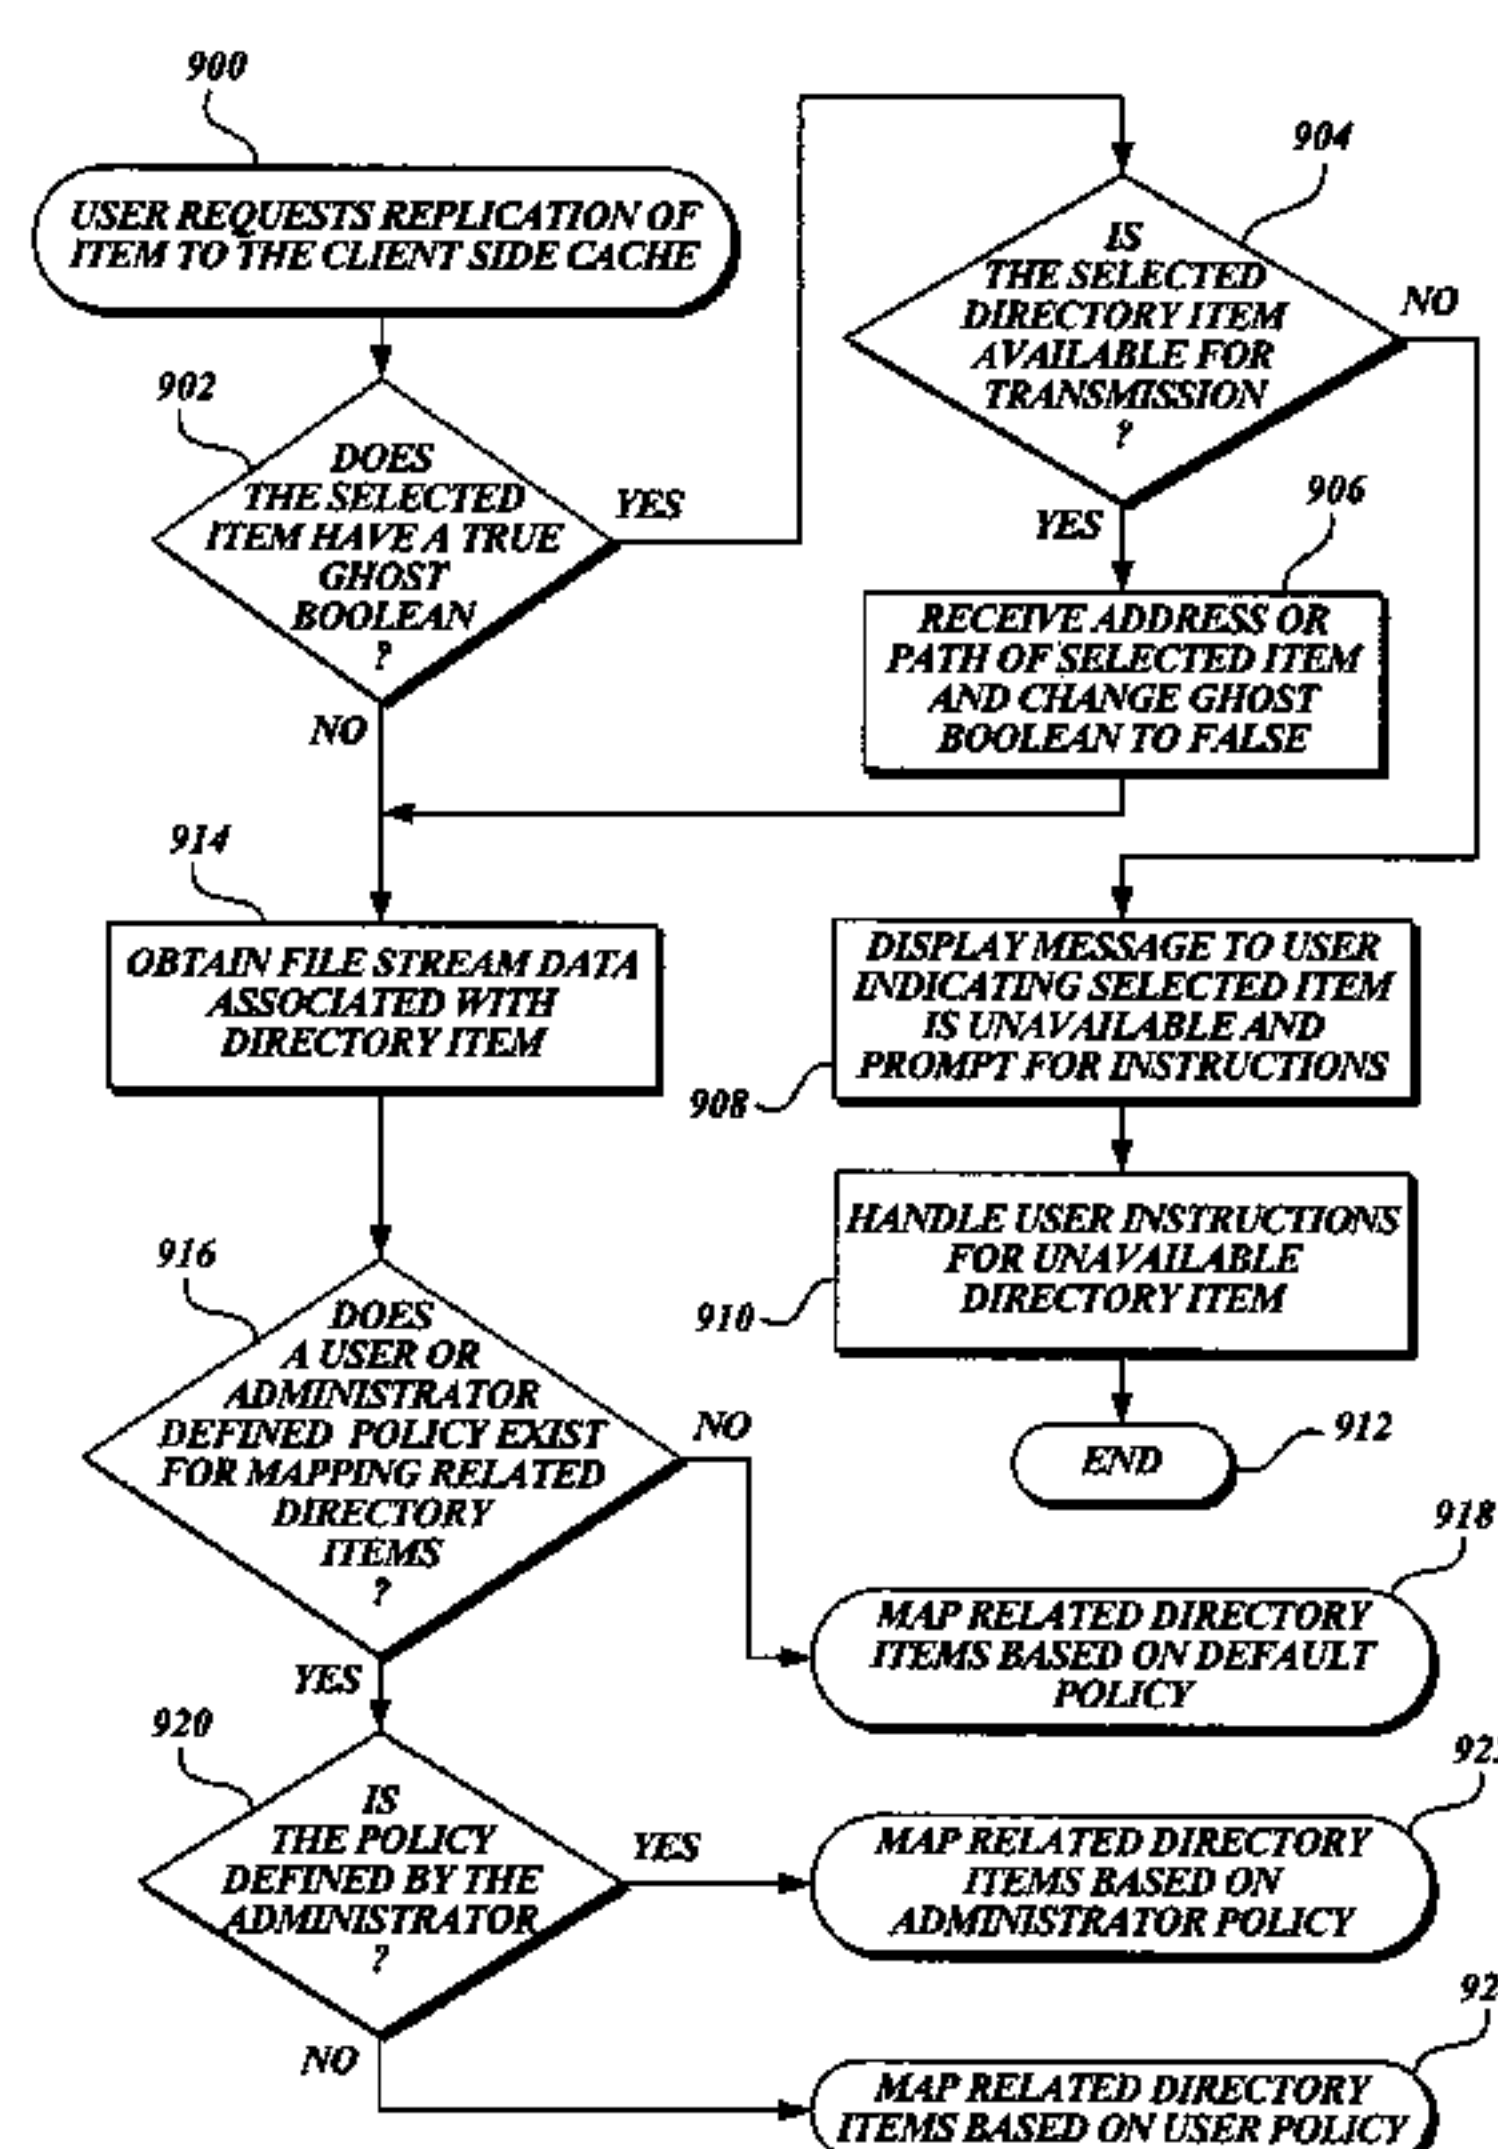 900
USER REQUESTS REPLICATION OF
ITEM TO THE CLIENT SIDE CACHE
902
DOES
THE SELECTED
ITEM HAVE A TRUE
GHOST
BOOLEAN
?
YES
NO
904
IS
THE SELECTED
DIRECTORY ITEM
AVAILABLE FOR
TRANSMISSION
?
NO
YES
906
RECEIVE ADDRESS OR
PATH OF SELECTED ITEM
AND CHANGE GHOST
BOOLEAN TO FALSE
914
OBTAIN FILE STREAM DATA
ASSOCIATED WITH
DIRECTORY ITEM
DISPLAY MESSAGE TO USER
INDICATING SELECTED ITEM
IS UNAVAILABLE AND
PROMPT FOR INSTRUCTIONS
908
HANDLE USER INSTRUCTIONS
FOR UNAVAILABLE
DIRECTORY ITEM
910
END
912
916
DOES
A USER OR
ADMINISTRATOR
DEFINED POLICY EXIST
FOR MAPPING RELATED
DIRECTORY
ITEMS
?
NO
YES
918
MAP RELATED DIRECTORY
ITEMS BASED ON DEFAULT
POLICY
920
IS
THE POLICY
DEFINED BY THE
ADMINISTRATOR
?
YES
NO
MAP RELATED DIRECTORY
ITEMS BASED ON
ADMINISTRATOR POLICY
MAP RELATED DIRECTORY
ITEMS BASED ON USER POLICY